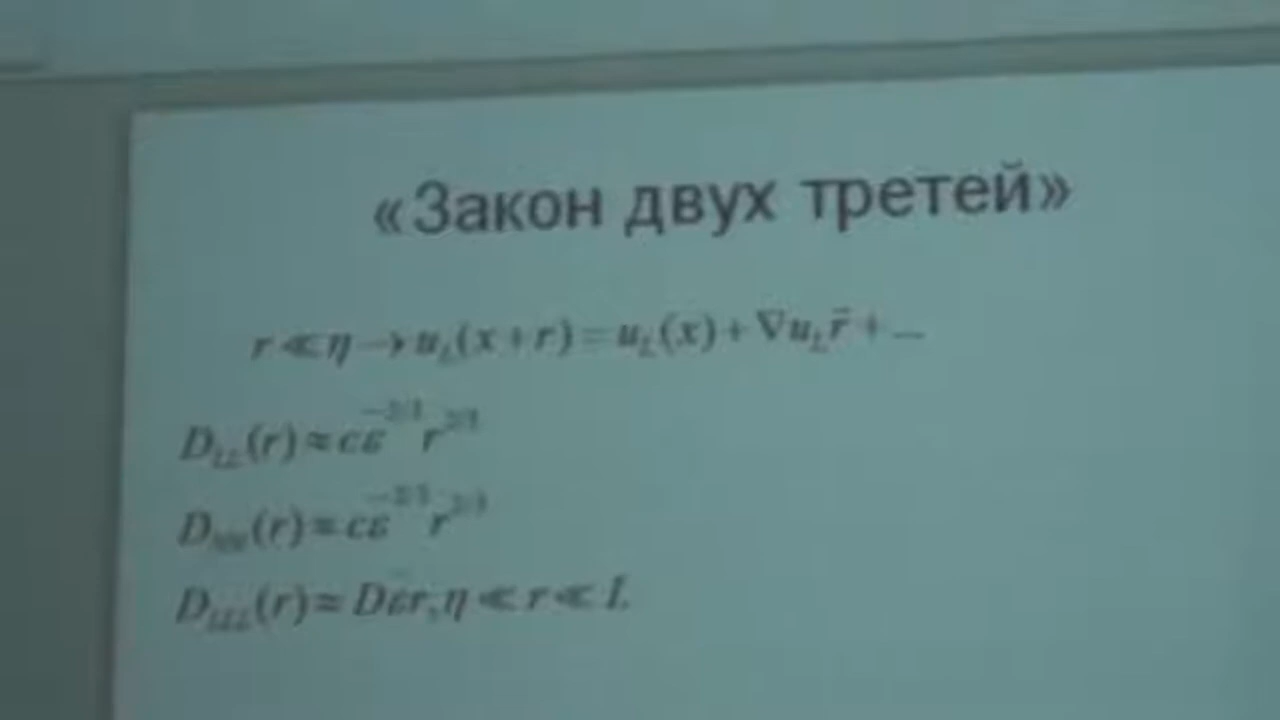 «Закон двух третей»
r ≪ η → u_L(x + r) = u_L(x) + ∇u_L r⃗ + ...
D_LL(r) ≈ cε̄^2/3 r^2/3
D_NN(r) ≈ cε̄^2/3 r^2/3
D_LLL(r) ≈ Dε̄r, η ≪ r ≪ L